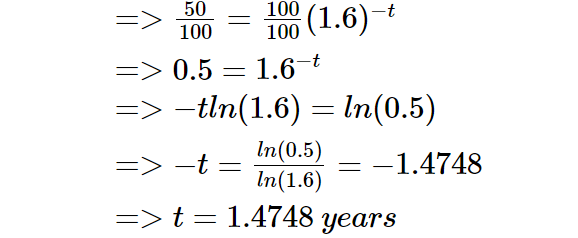 => 50/100 = 100/100 (1.6)^−t
=> 0.5 = 1.6^−t
=> −tln(1.6) = ln(0.5)
=> −t = ln(0.5)/ln(1.6) = −1.4748
=> t = 1.4748 years